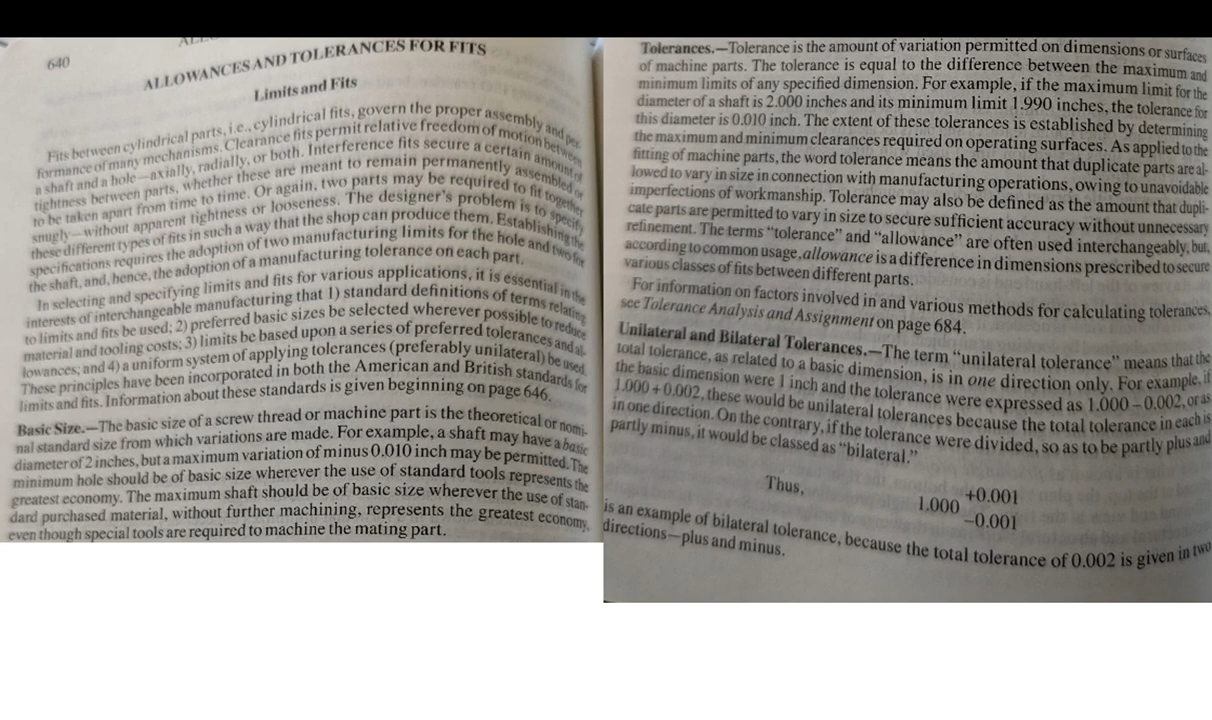 640
ALLOWANCES AND TOLERANCES FOR FITS
Limits and Fits
Fits between cylindrical parts, i.e., cylindrical fits, govern the proper assembly and per-
formance of many mechanisms. Clearance fits permit relative freedom of motion between
a shaft and a hole—axially, radially, or both. Interference fits secure a certain amount of
tightness between parts, whether these are meant to remain permanently assembled or
to be taken apart from time to time. Or again, two parts may be required to fit together
snugly—without apparent tightness or looseness. The designer's problem is to specify
these different types of fits in such a way that the shop can produce them. Establishing the
specifications requires the adoption of two manufacturing limits for the hole and two for
the shaft, and, hence, the adoption of a manufacturing tolerance on each part.
In selecting and specifying limits and fits for various applications, it is essential in the
interests of interchangeable manufacturing that 1) standard definitions of terms relating
to limits and fits be used; 2) preferred basic sizes be selected wherever possible to reduce
material and tooling costs; 3) limits be based upon a series of preferred tolerances and al-
lowances; and 4) a uniform system of applying tolerances (preferably unilateral) be used.
These principles have been incorporated in both the American and British standards for
limits and fits. Information about these standards is given beginning on page 646.
Basic Size.—The basic size of a screw thread or machine part is the theoretical or nomi-
nal standard size from which variations are made. For example, a shaft may have a basic
diameter of 2 inches, but a maximum variation of minus 0.010 inch may be permitted. The
minimum hole should be of basic size wherever the use of standard tools represents the
greatest economy. The maximum shaft should be of basic size wherever the use of stan-
dard purchased material, without further machining, represents the greatest economy,
even though special tools are required to machine the mating part.
Tolerances.—Tolerance is the amount of variation permitted on dimensions or surfaces
of machine parts. The tolerance is equal to the difference between the maximum and
minimum limits of any specified dimension. For example, if the maximum limit for the
diameter of a shaft is 2.000 inches and its minimum limit 1.990 inches, the tolerance for
this diameter is 0.010 inch. The extent of these tolerances is established by determining
the maximum and minimum clearances required on operating surfaces. As applied to the
fitting of machine parts, the word tolerance means the amount that duplicate parts are al-
lowed to vary in size in connection with manufacturing operations, owing to unavoidable
imperfections of workmanship. Tolerance may also be defined as the amount that dupli-
cate parts are permitted to vary in size to secure sufficient accuracy without unnecessary
refinement. The terms "tolerance" and "allowance" are often used interchangeably, but,
according to common usage, allowance is a difference in dimensions prescribed to secure
various classes of fits between different parts.
For information on factors involved in and various methods for calculating tolerances,
see Tolerance Analysis and Assignment on page 684.
Unilateral and Bilateral Tolerances.—The term "unilateral tolerance" means that the
total tolerance, as related to a basic dimension, is in one direction only. For example, if
the basic dimension were 1 inch and the tolerance were expressed as 1.000 – 0.002, or as
1.000 + 0.002, these would be unilateral tolerances because the total tolerance in each is
in one direction. On the contrary, if the tolerance were divided, so as to be partly plus and
partly minus, it would be classed as "bilateral."
Thus,
+0.001
1.000
–0.001
is an example of bilateral tolerance, because the total tolerance of 0.002 is given in two
directions—plus and minus.